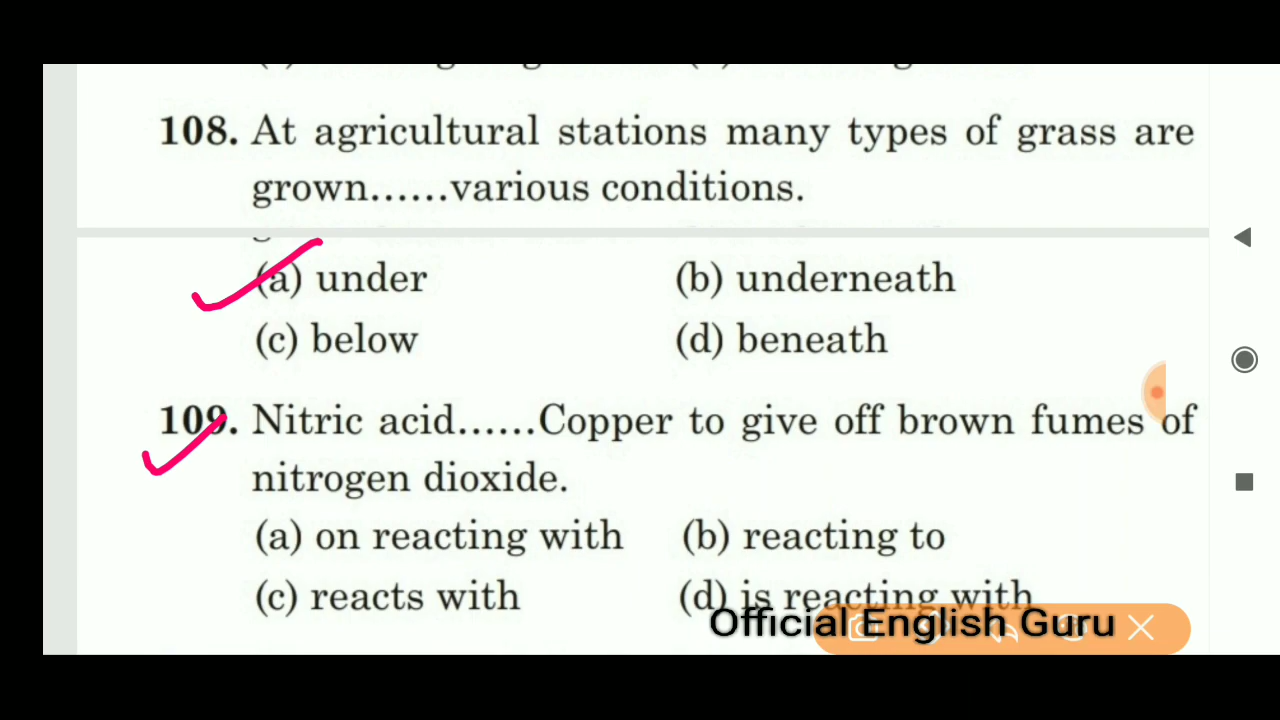 108. At agricultural stations many types of grass are
grown......various conditions.
(a) under (b) underneath
(c) below (d) beneath
109. Nitric acid......Copper to give off brown fumes of
nitrogen dioxide.
(a) on reacting with (b) reacting to
(c) reacts with (d) is reacting with
Official English Guru